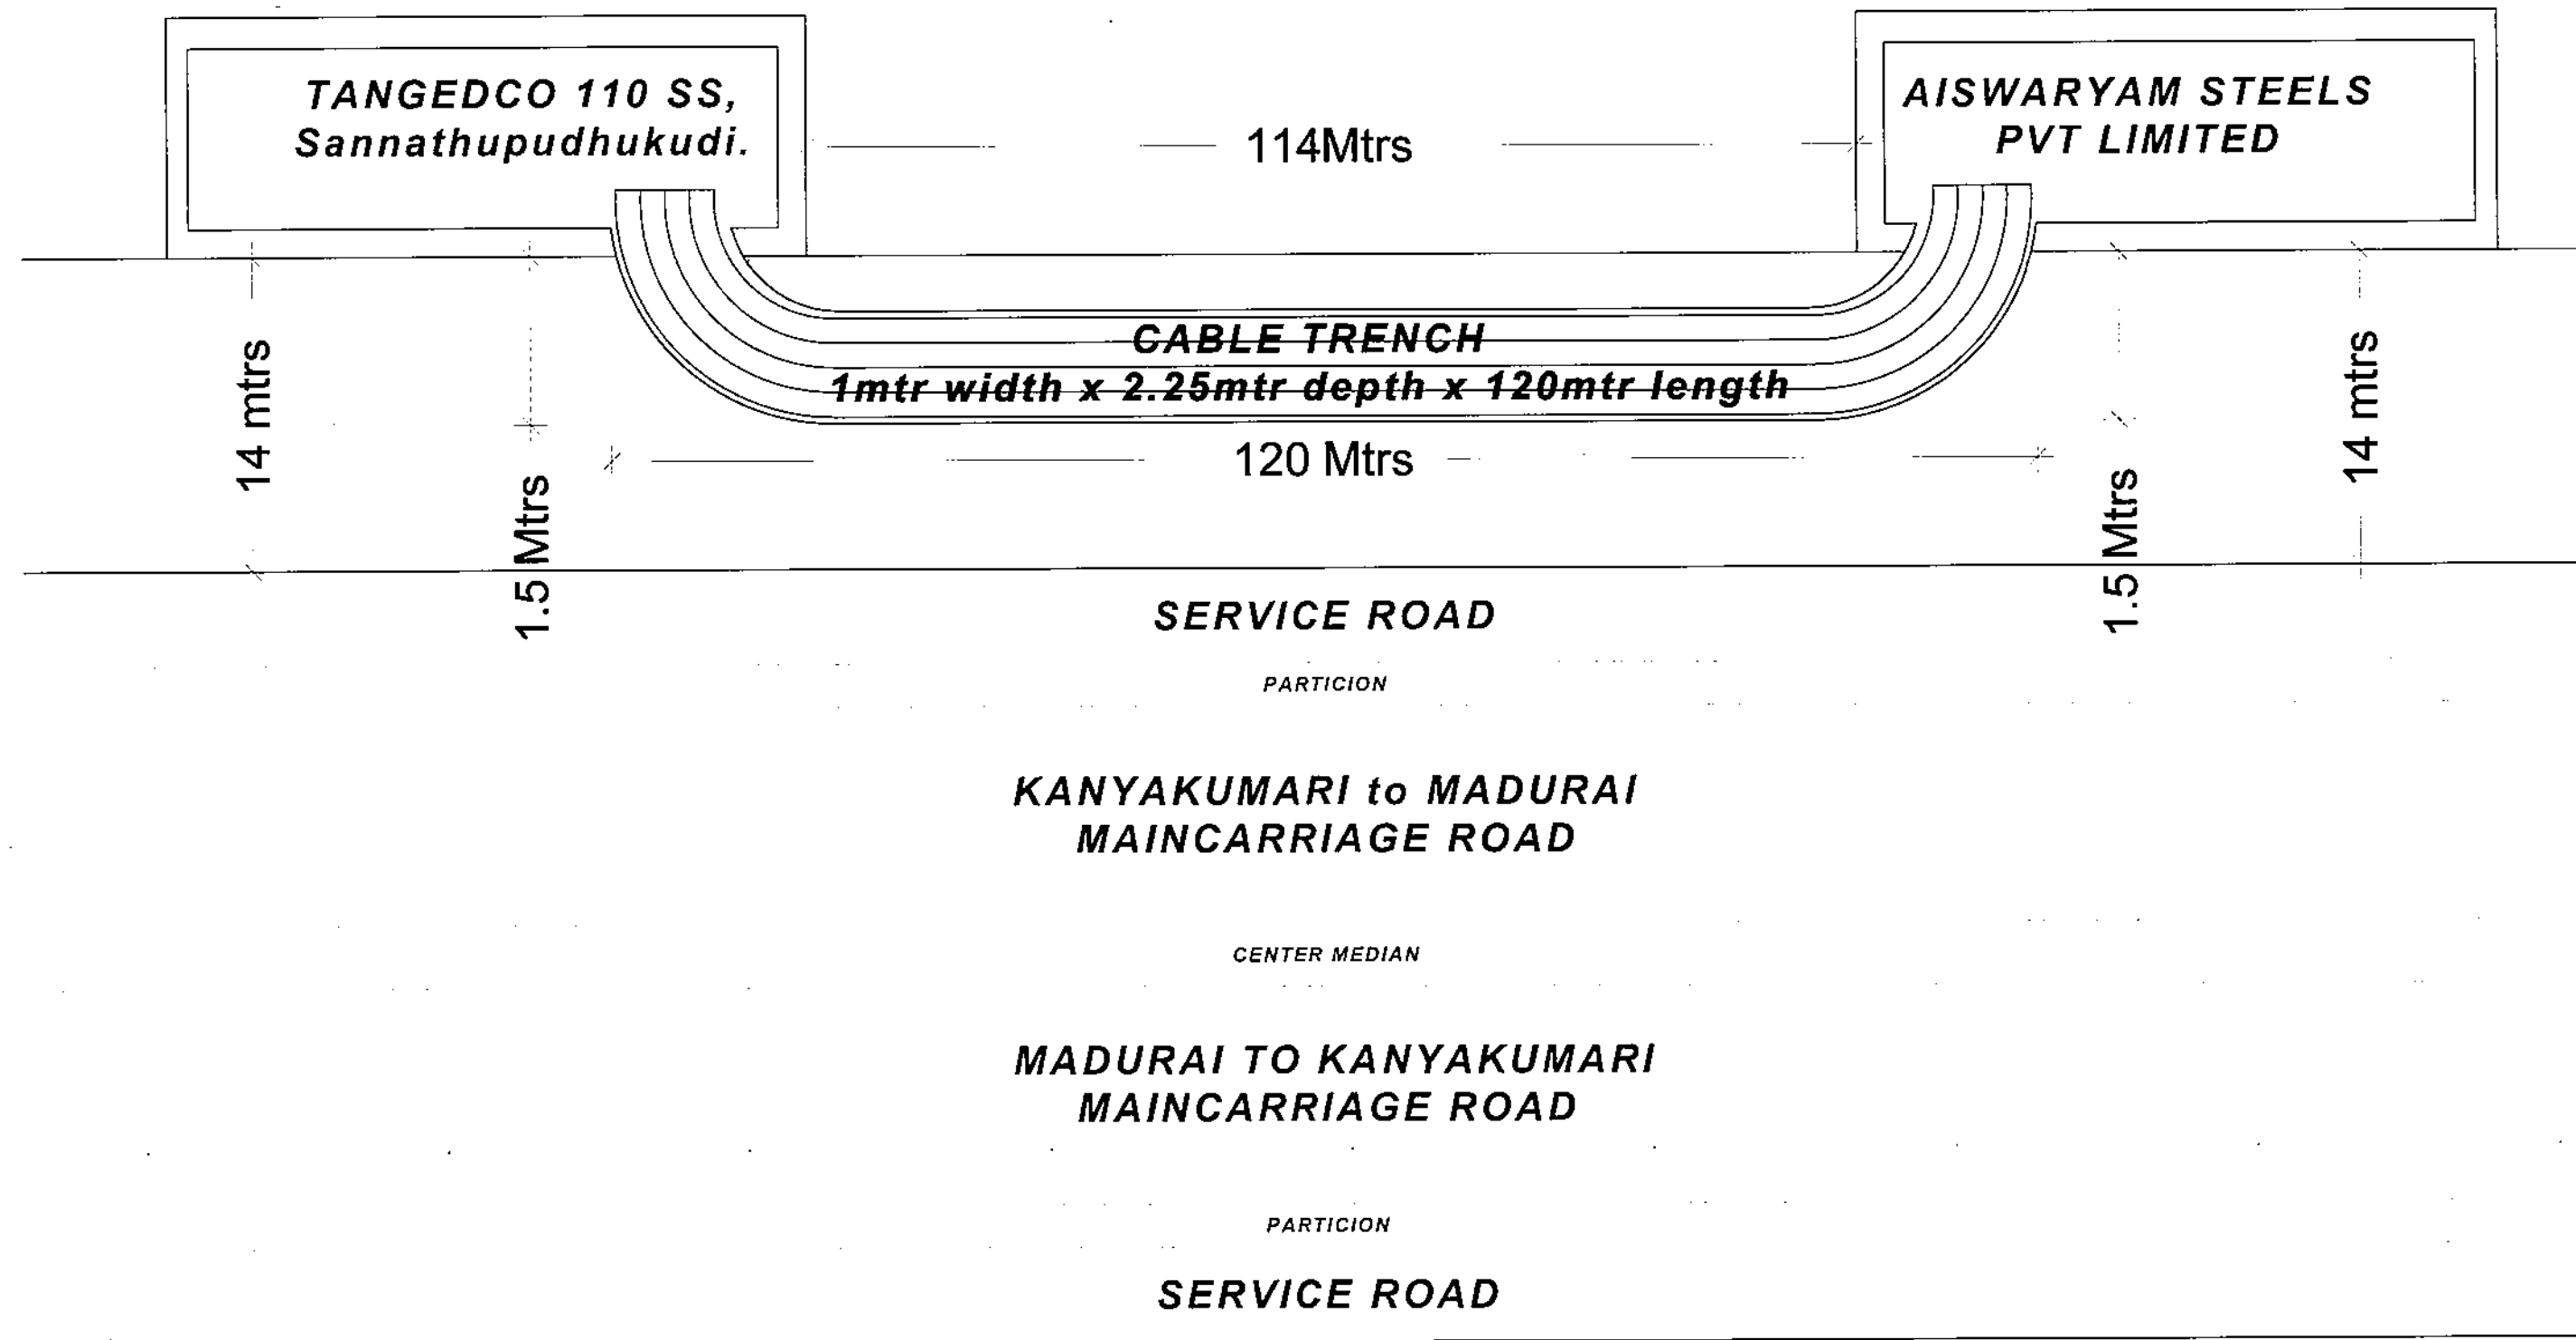 TANGEDCO 110 SS,
Sannathupudhukudi.
114Mtrs
AISWARYAM STEELS
PVT LIMITED
CABLE TRENCH
1mtr width x 2.25mtr depth x 120mtr length
14 mtrs
1.5 Mtrs
120 Mtrs
1.5 Mtrs
14 mtrs
SERVICE ROAD
PARTICION
KANYAKUMARI to MADURAI
MAINCARRIAGE ROAD
CENTER MEDIAN
MADURAI TO KANYAKUMARI
MAINCARRIAGE ROAD
PARTICION
SERVICE ROAD